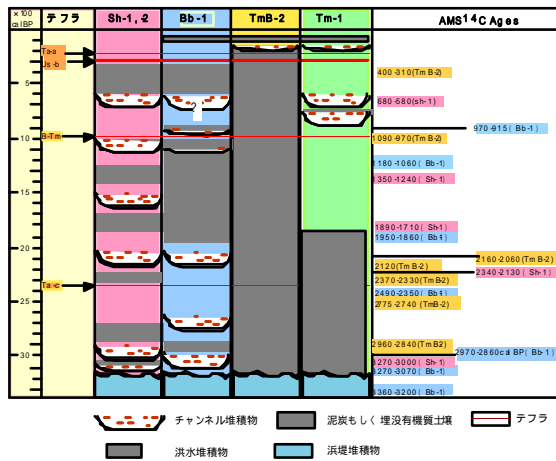 × 100
cal BP
テフラ
Sh-1, -2
Bb-1
TmB-2
Tm-1
AMS14C Ages
Ta-a
Us-b
5
B-Tm
10
15
20
Ta-c
25
30
?
400-310(TmB-2)
680-580(sh-1)
970-915( Bb-1)
1090-970(TmB-2)
1180-1060( Bb-1)
1350-1240( Sh-1)
1890-1710( Sh-1)
1950-1860( Bb-1)
2160-2060(TmB-2)
2120(TmB-2)
2340-2130( Sh-1)
2370-2330(TmB-2)
2490-2350( Bb-1)
2775-2740(TmB-2)
2960-2840(TmB2)
2970-2860cal BP( Bb-1)
3270-3000( Sh-1)
3270-3070( Bb-1)
3360-3200( Bb-1)
チャンネル堆積物
泥炭もしく 埋没有機質土壌
テフラ
洪水堆積物
浜堤堆積物